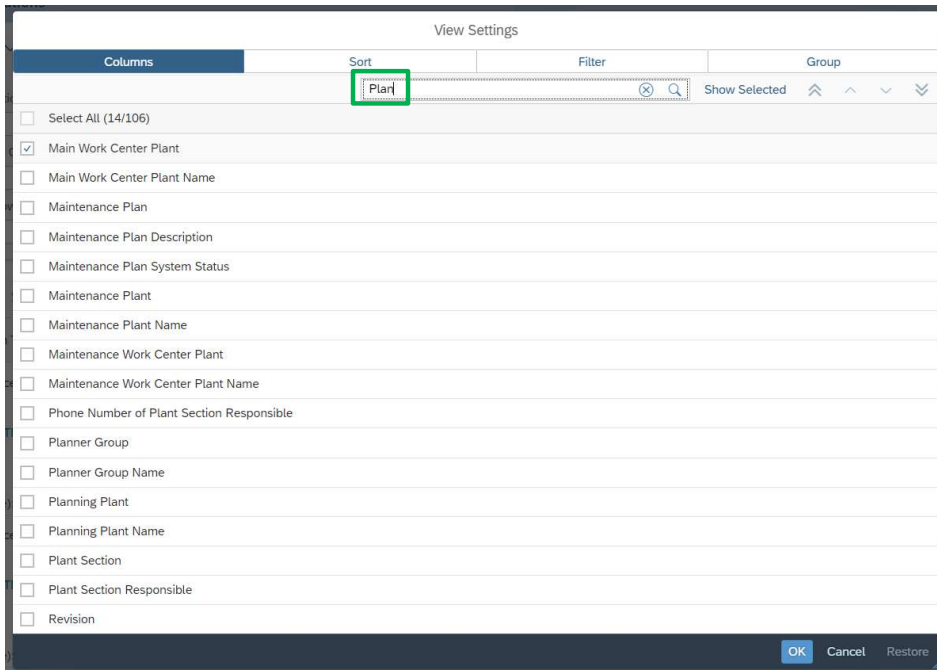 View Settings
Columns Sort Filter Group
Plan Show Selected
Select All (14/106)
Main Work Center Plant
Main Work Center Plant Name
Maintenance Plan
Maintenance Plan Description
Maintenance Plan System Status
Maintenance Plant
Maintenance Plant Name
Maintenance Work Center Plant
Maintenance Work Center Plant Name
Phone Number of Plant Section Responsible
Planner Group
Planner Group Name
Planning Plant
Planning Plant Name
Plant Section
Plant Section Responsible
Revision
OK Cancel Restore